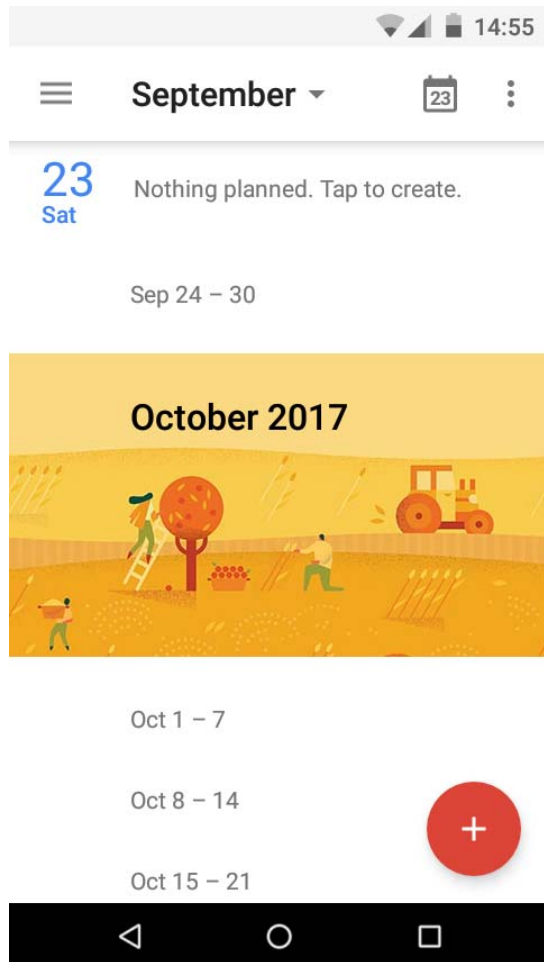 14:55
September
23
23
Sat
Nothing planned. Tap to create.
Sep 24 – 30
October 2017
Oct 1 – 7
Oct 8 – 14
Oct 15 – 21